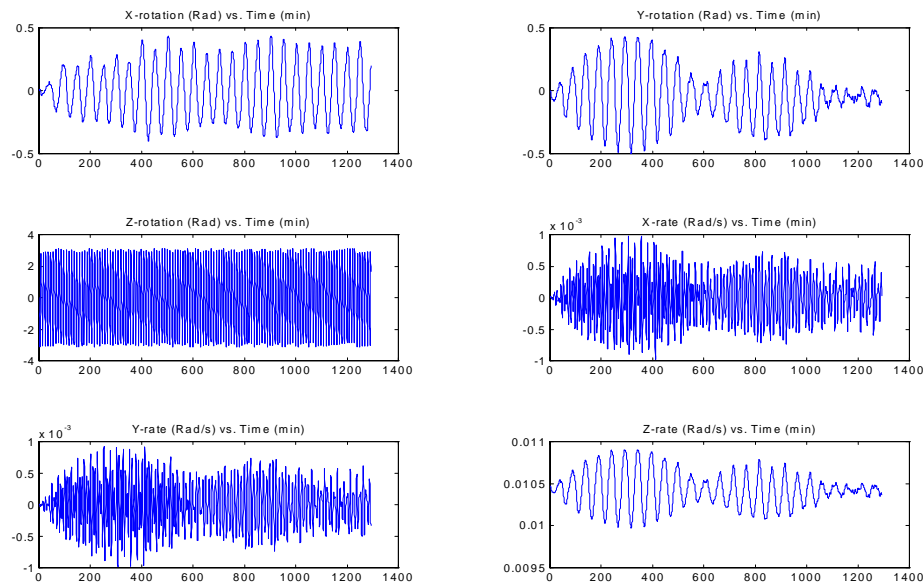 X-rotation (Rad) vs. Time (min)
0.5
0
-0.5
0 200 400 600 800 1000 1200 1400
Y-rotation (Rad) vs. Time (min)
0.5
0
-0.5
0 200 400 600 800 1000 1200 1400
Z-rotation (Rad) vs. Time (min)
4
2
0
-2
-4
0 200 400 600 800 1000 1200 1400
X-rate (Rad/s) vs. Time (min)
x 10-3
1
0.5
0
-0.5
-1
0 200 400 600 800 1000 1200 1400
Y-rate (Rad/s) vs. Time (min)
x 10-3
1
0.5
0
-0.5
-1
0 200 400 600 800 1000 1200 1400
Z-rate (Rad/s) vs. Time (min)
0.011
0.0105
0.01
0.0095
0 200 400 600 800 1000 1200 1400